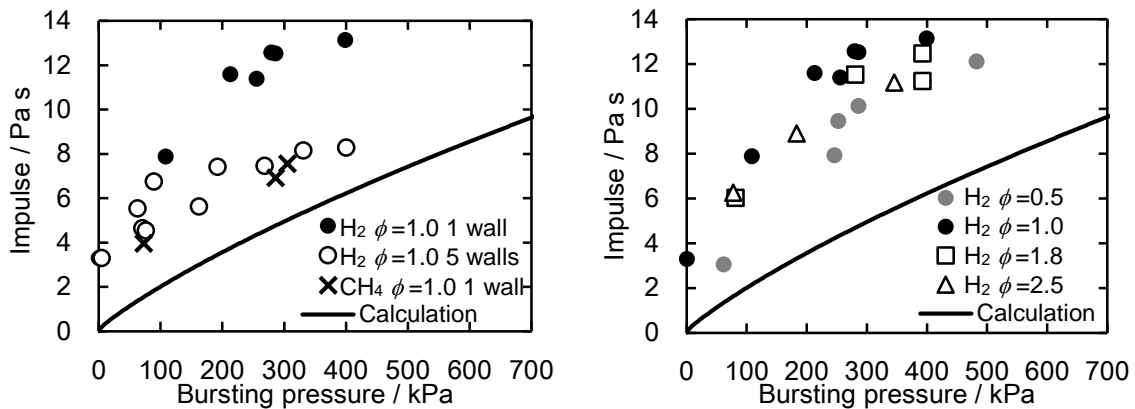 14
12
10
8
6
4
2
0
Impulse / Pa s
H2 ϕ=1.0 1 wall
H2 ϕ=1.0 5 walls
CH4 ϕ=1.0 1 wall
Calculation
0 100 200 300 400 500 600 700
Bursting pressure / kPa
14
12
10
8
6
4
2
0
Impulse / Pa s
H2 ϕ=0.5
H2 ϕ=1.0
H2 ϕ=1.8
H2 ϕ=2.5
Calculation
0 100 200 300 400 500 600 700
Bursting pressure / kPa